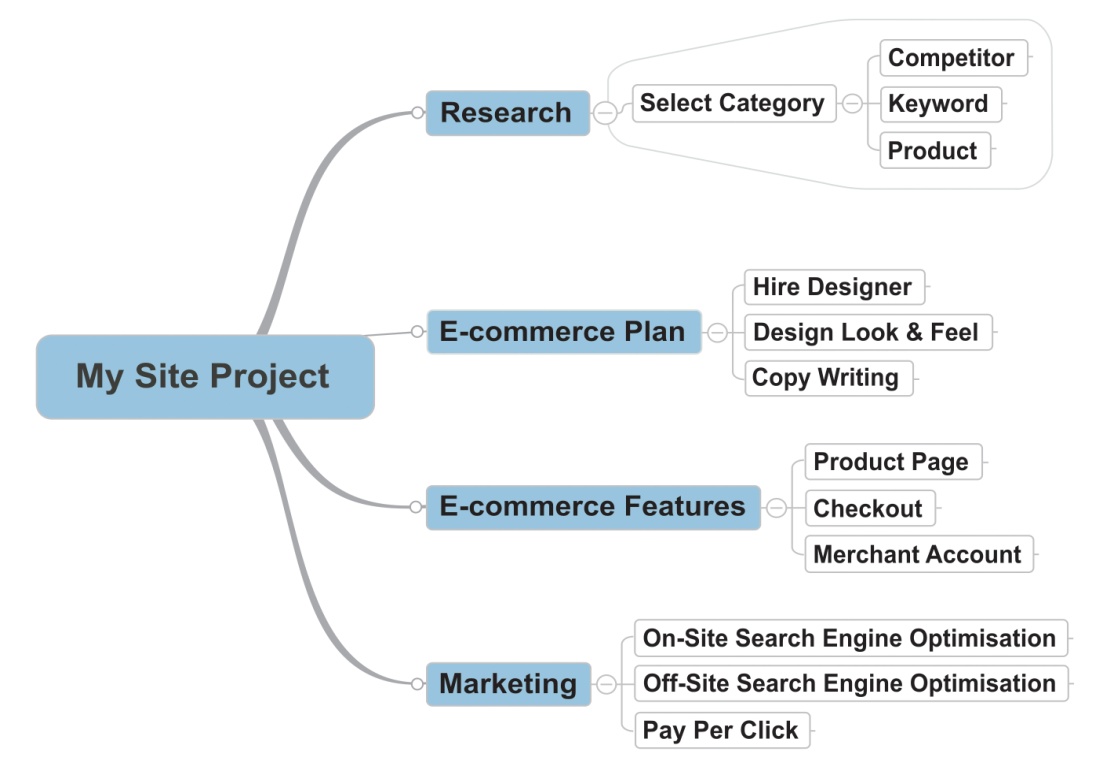 My Site Project
Research
Select Category
Competitor
Keyword
Product
E-commerce Plan
Hire Designer
Design Look & Feel
Copy Writing
E-commerce Features
Product Page
Checkout
Merchant Account
Marketing
On-Site Search Engine Optimisation
Off-Site Search Engine Optimisation
Pay Per Click